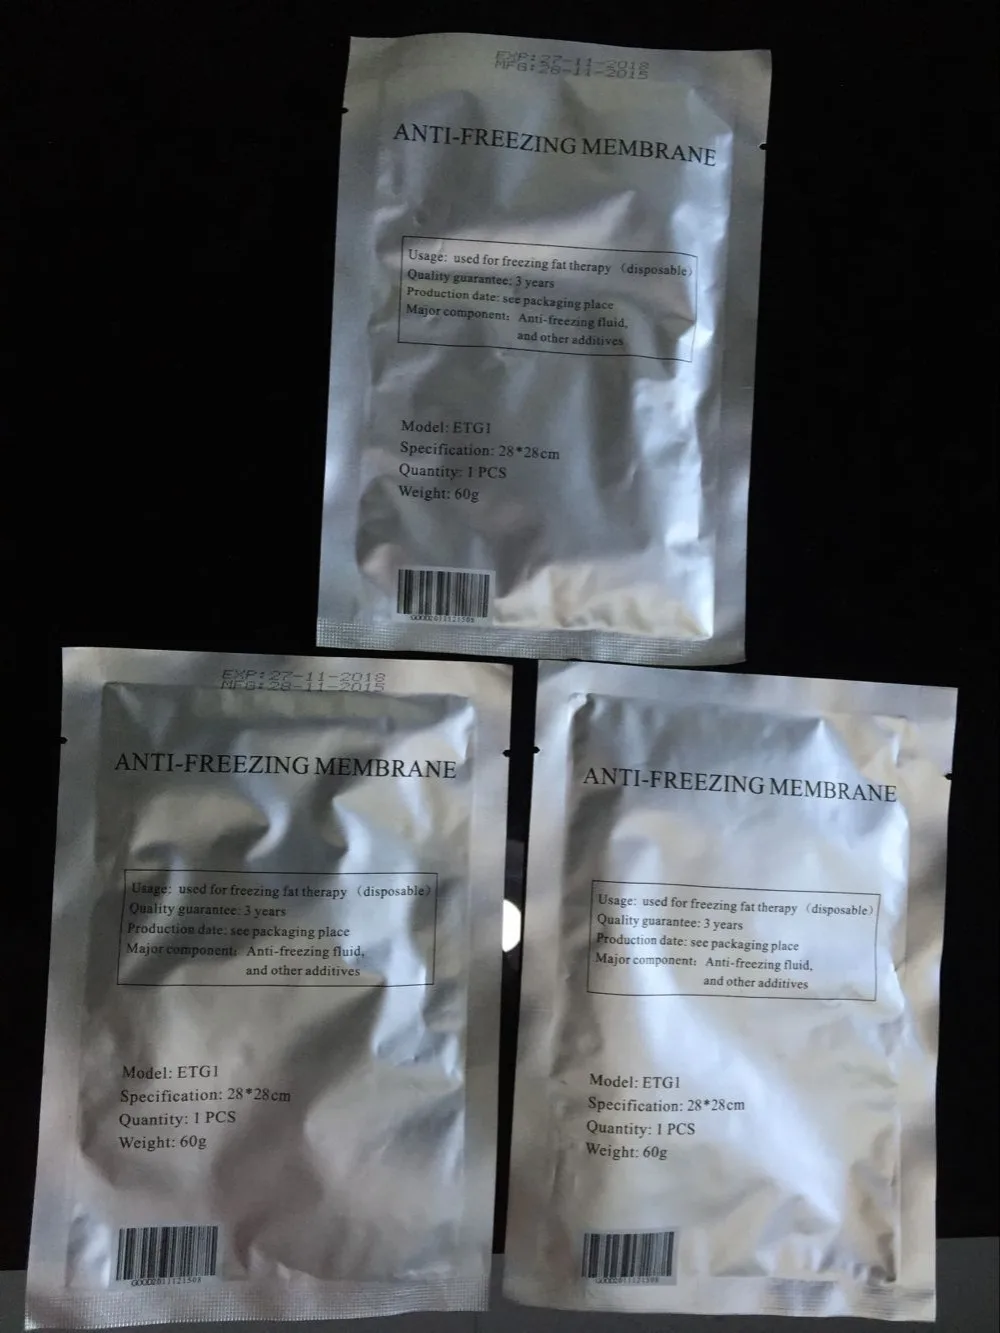 EXP:27-11-2018
MFG:28-11-2015
ANTI-FREEZING MEMBRANE
Usage: used for freezing fat therapy （disposable）
Quality guarantee: 3 years
Production date: see packaging place
Major component： Anti-freezing fluid,
and other additives
Model: ETG1
Specification: 28*28cm
Quantity: 1 PCS
Weight: 60g
GOOD2011121508
EXP:27-11-2018
MFG:28-11-2015
ANTI-FREEZING MEMBRANE
Usage: used for freezing fat therapy （disposable）
Quality guarantee: 3 years
Production date: see packaging place
Major component： Anti-freezing fluid,
and other additives
Model: ETG1
Specification: 28*28cm
Quantity: 1 PCS
Weight: 60g
GOOD2011121508
ANTI-FREEZING MEMBRANE
Usage: used for freezing fat therapy （disposable）
Quality guarantee: 3 years
Production date: see packaging place
Major component： Anti-freezing fluid,
and other additives
Model: ETG1
Specification: 28*28cm
Quantity: 1 PCS
Weight: 60g
GOOD2011121508